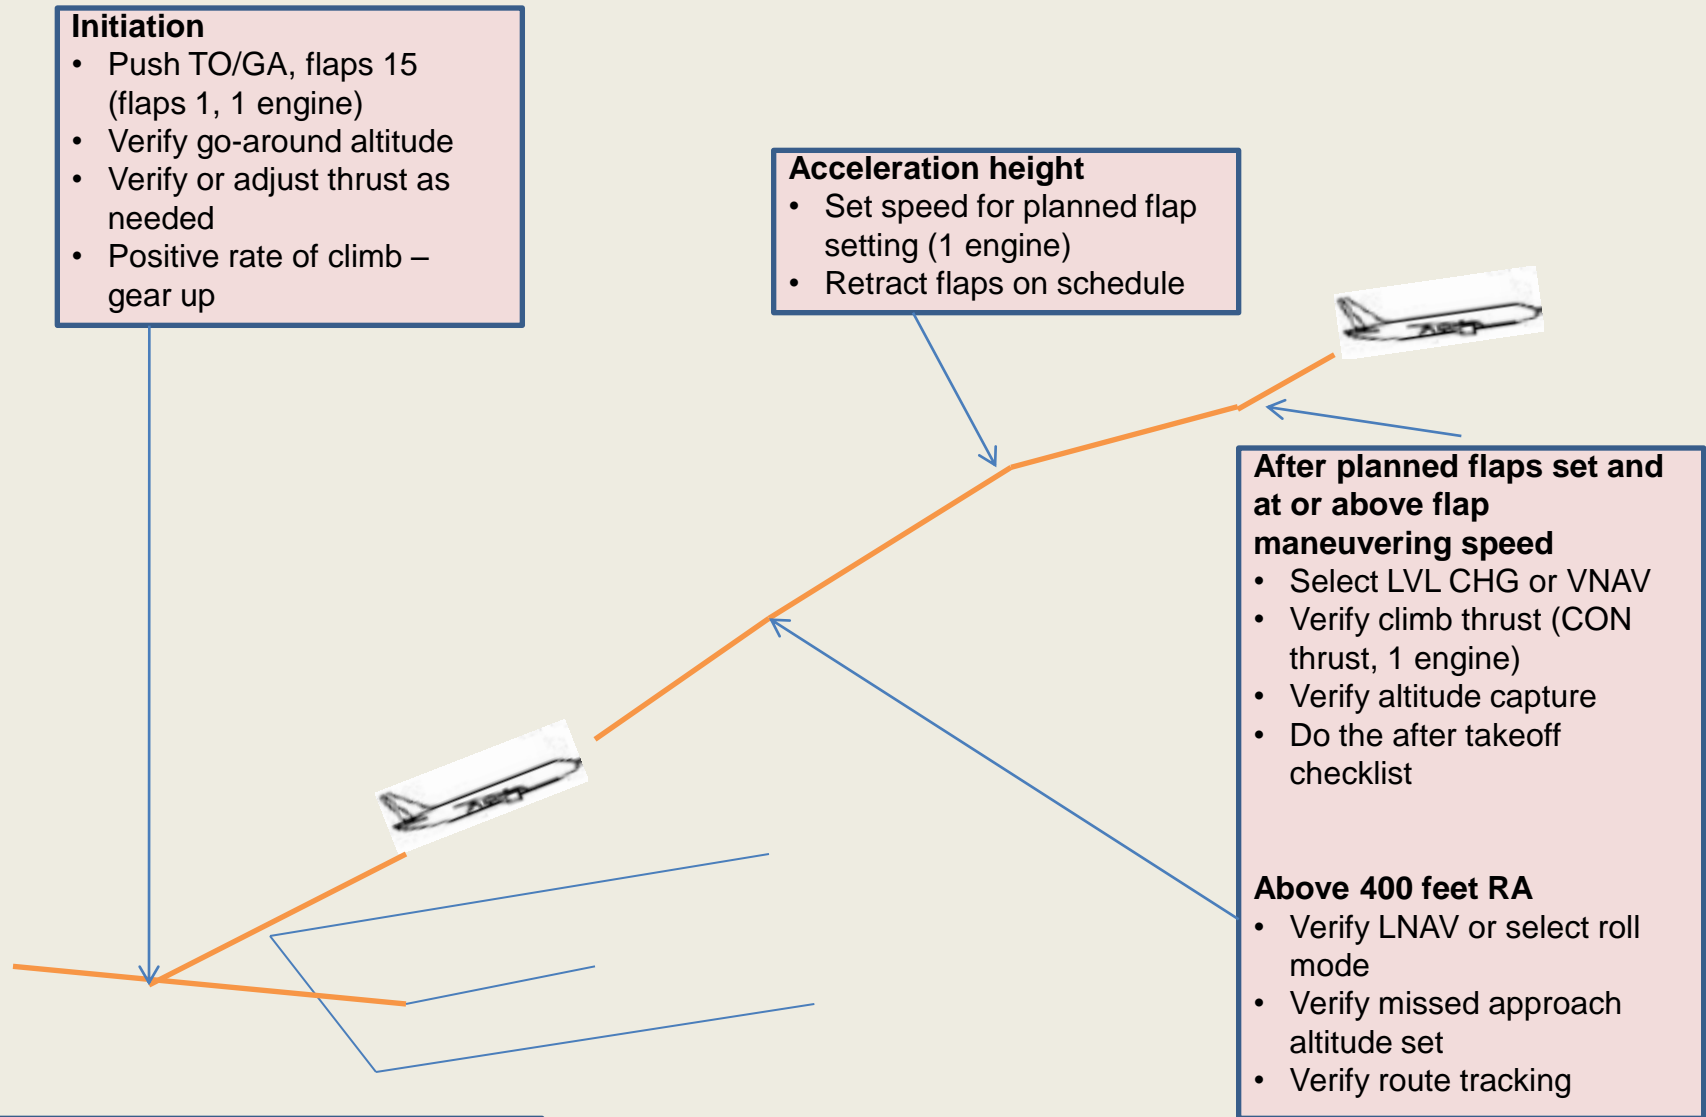 Initiation
• Push TO/GA, flaps 15
(flaps 1, 1 engine)
• Verify go-around altitude
• Verify or adjust thrust as
needed
• Positive rate of climb –
gear up
Acceleration height
• Set speed for planned flap
setting (1 engine)
• Retract flaps on schedule
After planned flaps set and
at or above flap
maneuvering speed
• Select LVL CHG or VNAV
• Verify climb thrust (CON
thrust, 1 engine)
• Verify altitude capture
• Do the after takeoff
checklist
Above 400 feet RA
• Verify LNAV or select roll
mode
• Verify missed approach
altitude set
• Verify route tracking